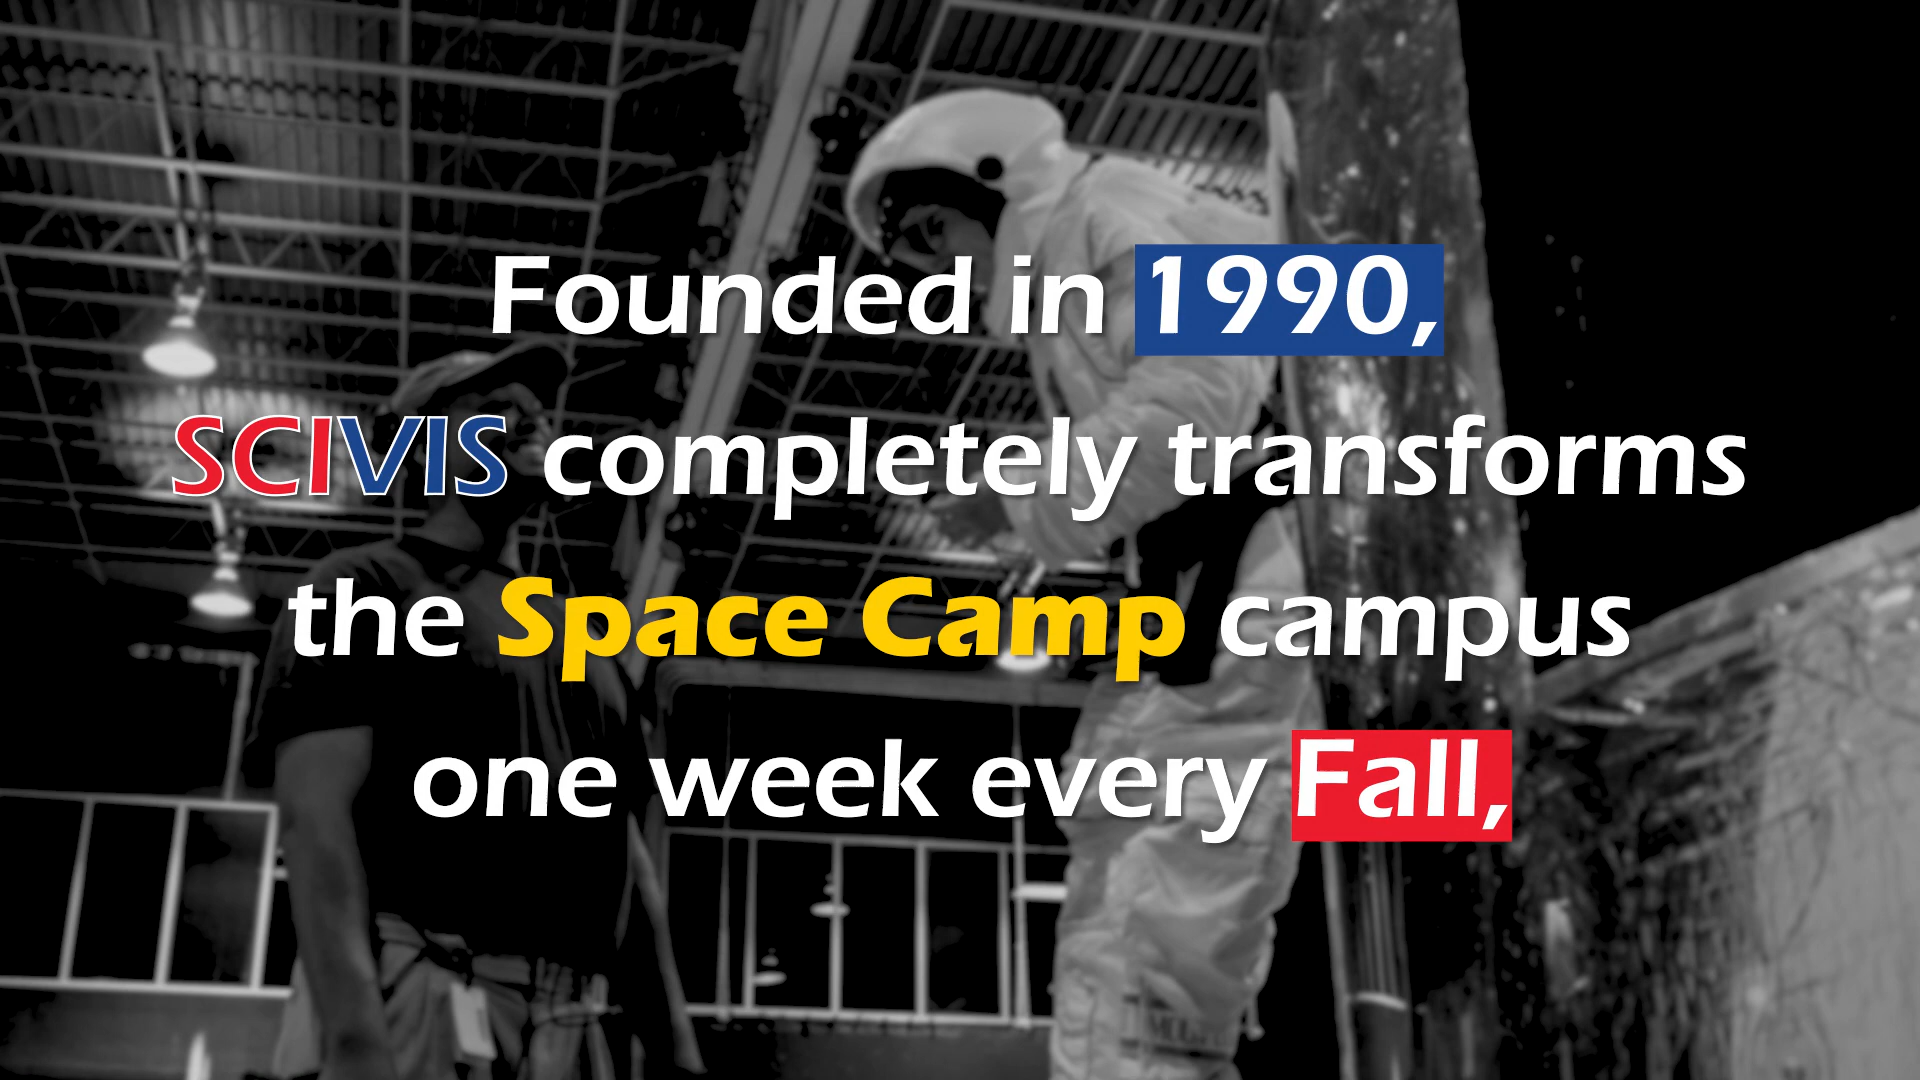 Founded in 1990,
SCIVIS completely transforms
the Space Camp campus
one week every Fall,